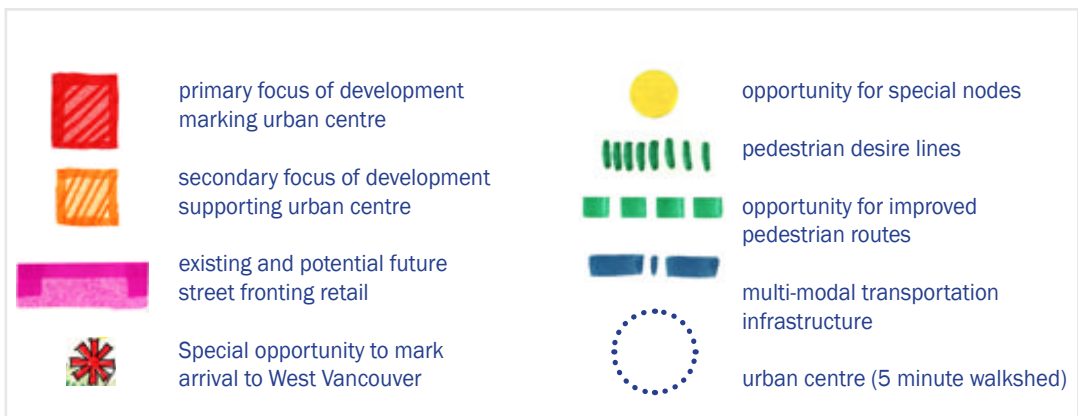 primary focus of development
marking urban centre
secondary focus of development
supporting urban centre
existing and potential future
street fronting retail
Special opportunity to mark
arrival to West Vancouver
opportunity for special nodes
pedestrian desire lines
opportunity for improved
pedestrian routes
multi-modal transportation
infrastructure
urban centre (5 minute walkshed)